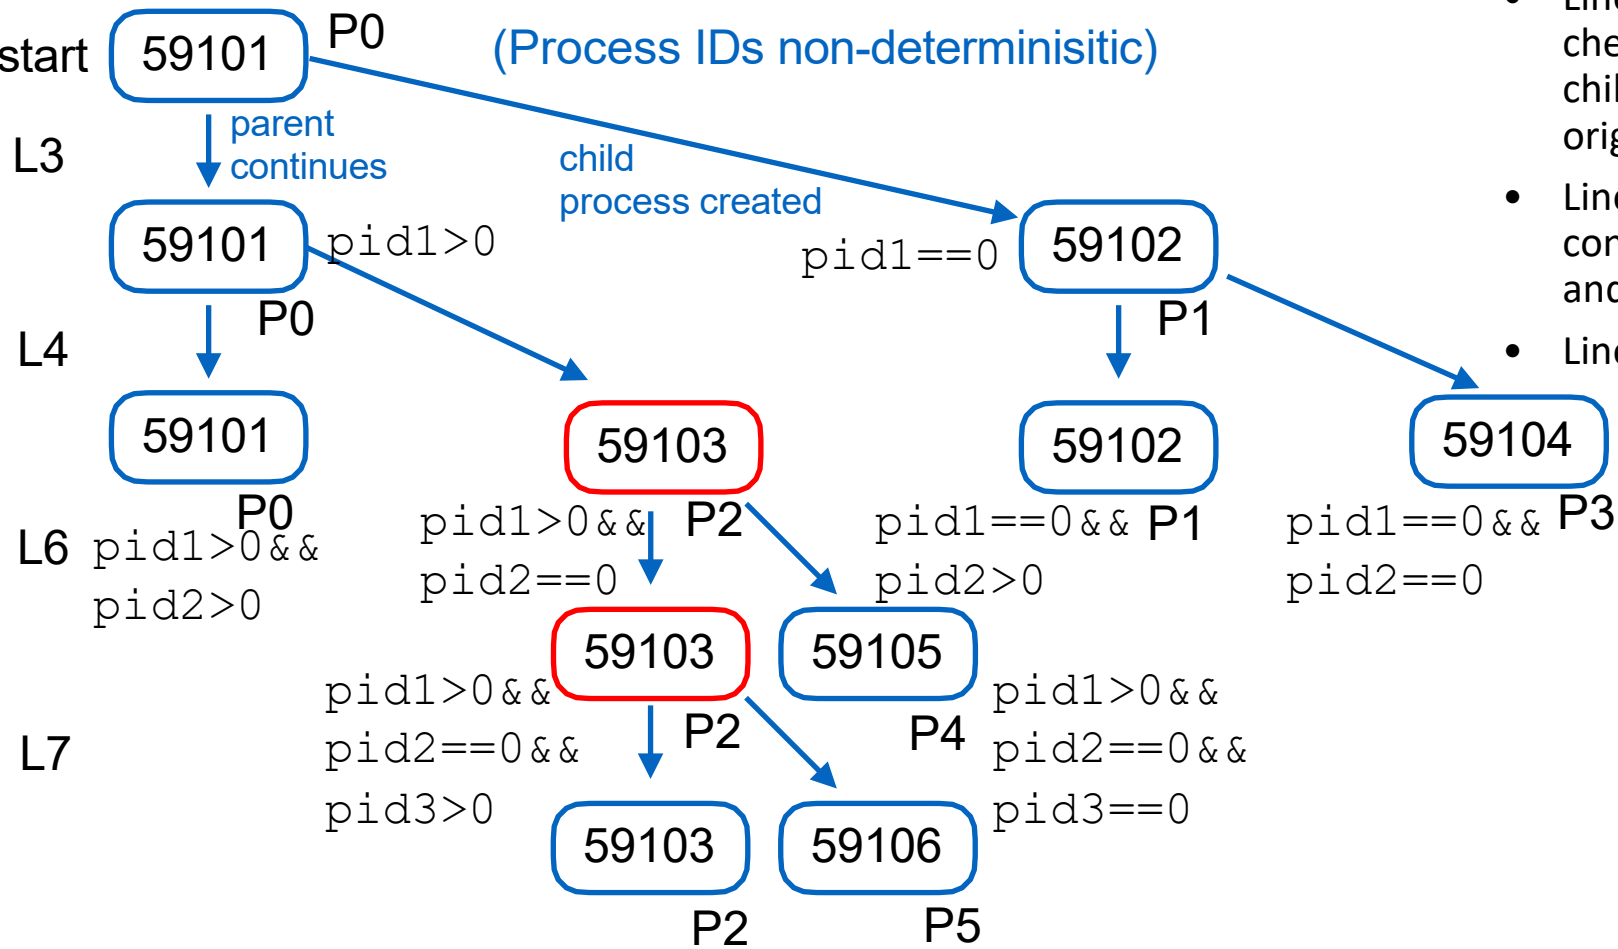 start
59101
P0
(Process IDs non-determinisitic)
L3
parent
continues
child
process created
59101
pid1>0
P0
pid1==0
59102
P1
L4
59101
P0
59103
P2
59102
P1
59104
P3
L6
pid1>0&&
pid2>0
pid1>0&&
pid2==0
pid1==0&&
pid2>0
pid1==0&&
pid2==0
59103
P2
59105
P4
L7
pid1>0&&
pid2==0&&
pid3>0
pid1>0&&
pid2==0&&
pid3==0
59103
P2
59106
P5